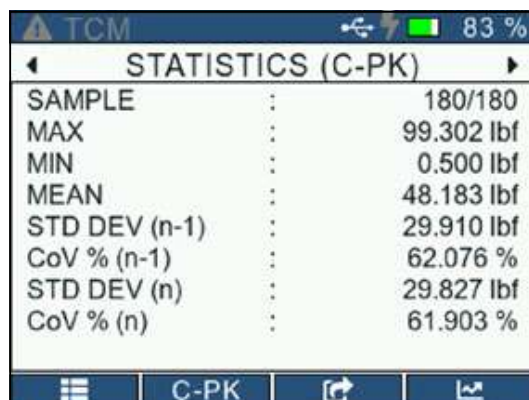 TCM 83 %
STATISTICS (C-PK)
SAMPLE : 180/180
MAX : 99.302 lbf
MIN : 0.500 lbf
MEAN : 48.183 lbf
STD DEV (n-1) : 29.910 lbf
CoV % (n-1) : 62.076 %
STD DEV (n) : 29.827 lbf
CoV % (n) : 61.903 %
C-PK